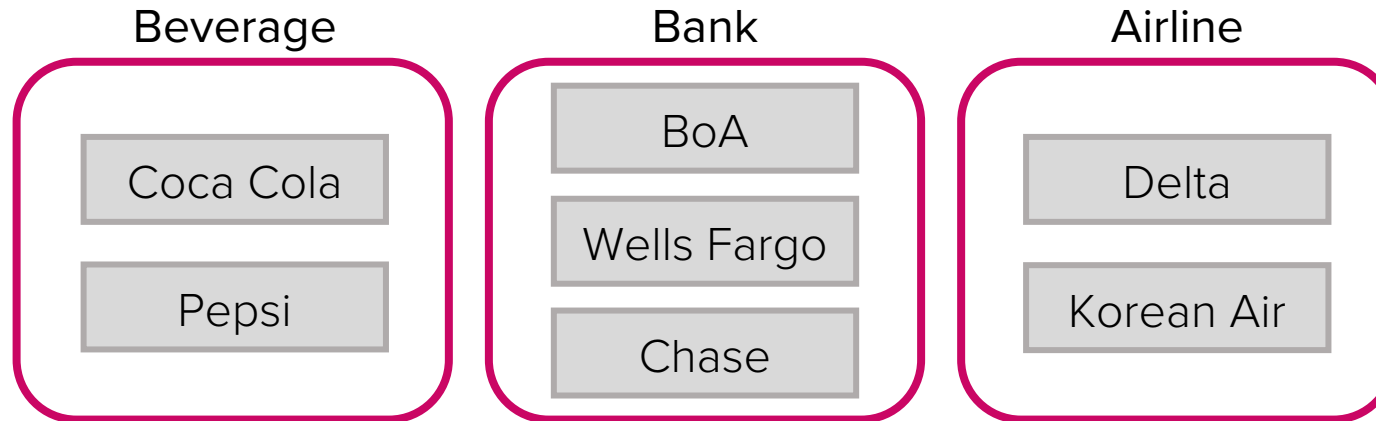 Beverage
Coca Cola
Pepsi
Bank
BoA
Wells Fargo
Chase
Airline
Delta
Korean Air